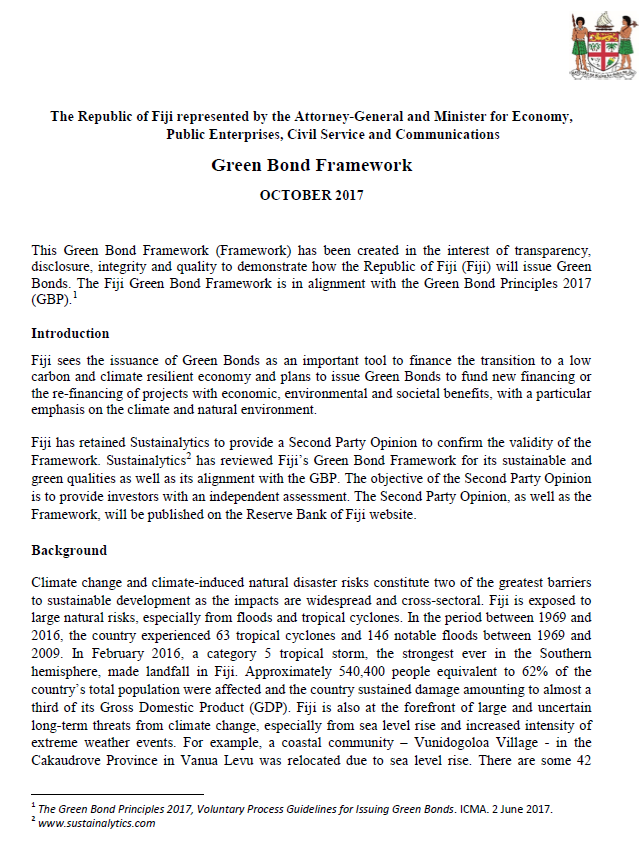 The Republic of Fiji represented by the Attorney-General and Minister for Economy,
Public Enterprises, Civil Service and Communications
Green Bond Framework
OCTOBER 2017
This Green Bond Framework (Framework) has been created in the interest of transparency,
disclosure, integrity and quality to demonstrate how the Republic of Fiji (Fiji) will issue Green
Bonds. The Fiji Green Bond Framework is in alignment with the Green Bond Principles 2017
(GBP).1
Introduction
Fiji sees the issuance of Green Bonds as an important tool to finance the transition to a low
carbon and climate resilient economy and plans to issue Green Bonds to fund new financing or
the re-financing of projects with economic, environmental and societal benefits, with a particular
emphasis on the climate and natural environment.
Fiji has retained Sustainalytics to provide a Second Party Opinion to confirm the validity of the
Framework. Sustainalytics2 has reviewed Fiji's Green Bond Framework for its sustainable and
green qualities as well as its alignment with the GBP. The objective of the Second Party Opinion
is to provide investors with an independent assessment. The Second Party Opinion, as well as the
Framework, will be published on the Reserve Bank of Fiji website.
Background
Climate change and climate-induced natural disaster risks constitute two of the greatest barriers
to sustainable development as the impacts are widespread and cross-sectoral. Fiji is exposed to
large natural risks, especially from floods and tropical cyclones. In the period between 1969 and
2016, the country experienced 63 tropical cyclones and 146 notable floods between 1969 and
2009. In February 2016, a category 5 tropical storm, the strongest ever in the Southern
hemisphere, made landfall in Fiji. Approximately 540,400 people equivalent to 62% of the
country's total population were affected and the country sustained damage amounting to almost a
third of its Gross Domestic Product (GDP). Fiji is also at the forefront of large and uncertain
long-term threats from climate change, especially from sea level rise and increased intensity of
extreme weather events. For example, a coastal community – Vunidogoloa Village - in the
Cakaudrove Province in Vanua Levu was relocated due to sea level rise. There are some 42
1 The Green Bond Principles 2017, Voluntary Process Guidelines for Issuing Green Bonds. ICMA. 2 June 2017.
2 www.sustainalytics.com